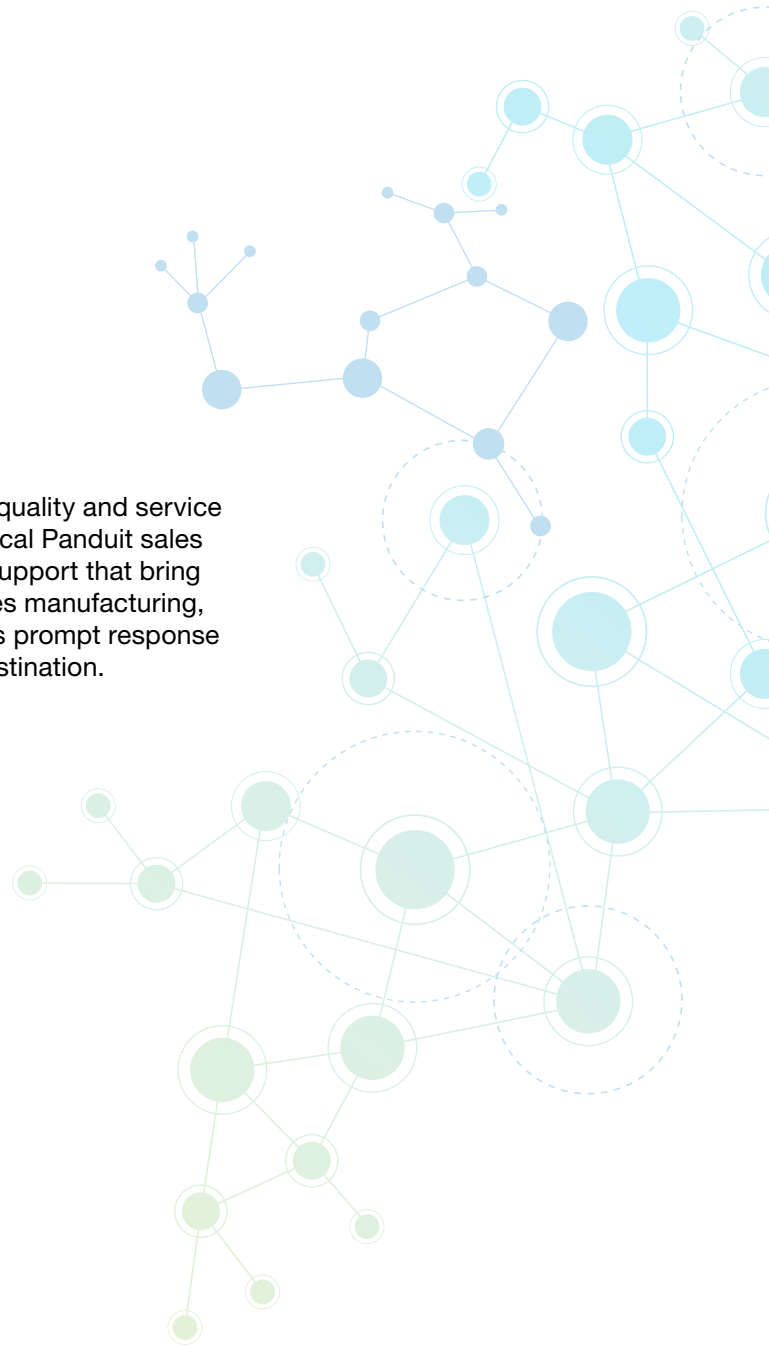 quality and service
cal Panduit sales
upport that bring
es manufacturing,
s prompt response
stination.